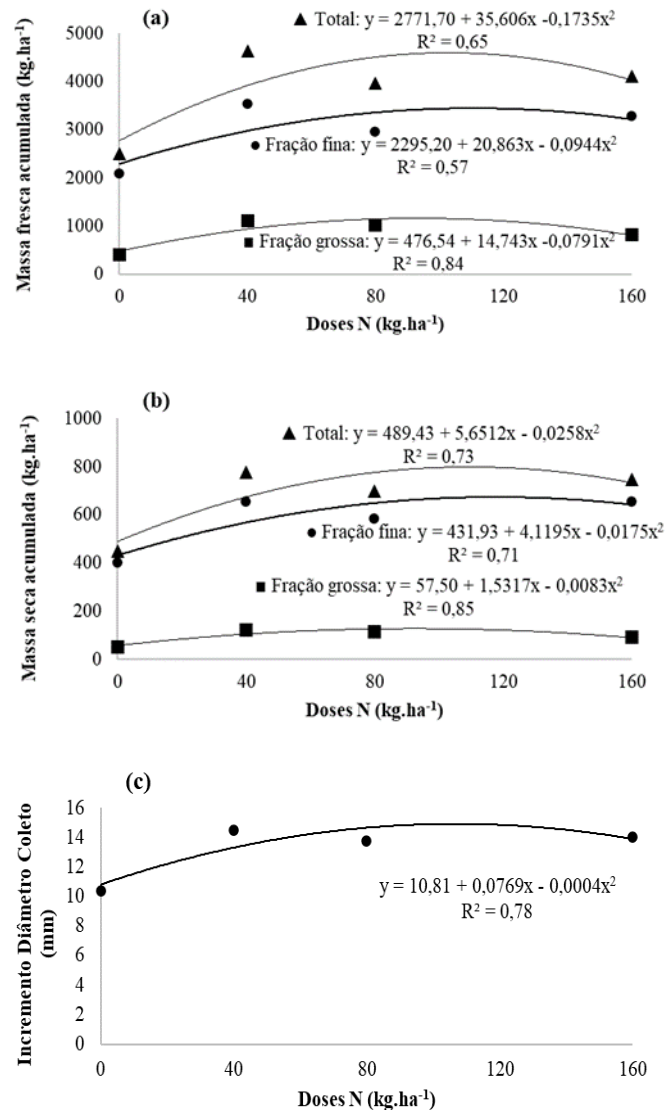 (a)
▲ Total: y = 2771,70 + 35,606x -0,1735x²
R² = 0,65
Massa fresca acumulada (kg.ha⁻¹)
5000
4000
3000
2000
1000
0
● Fração fina: y = 2295,20 + 20,863x - 0,0944x²
R² = 0,57
■ Fração grossa: y = 476,54 + 14,743x -0,0791x²
R² = 0,84
0 40 80 120 160
Doses N (kg.ha⁻¹)
(b)
▲ Total: y = 489,43 + 5,6512x - 0,0258x²
R² = 0,73
Massa seca acumulada (kg.ha⁻¹)
1000
800
600
400
200
0
● Fração fina: y = 431,93 + 4,1195x - 0,0175x²
R² = 0,71
■ Fração grossa: y = 57,50 + 1,5317x - 0,0083x²
R² = 0,85
0 40 80 120 160
Doses N (kg.ha⁻¹)
(c)
Incremento Diâmetro Coleto
(mm)
16
14
12
10
8
6
4
2
0
y = 10,81 + 0,0769x - 0,0004x²
R² = 0,78
0 40 80 120 160
Doses N (kg.ha⁻¹)